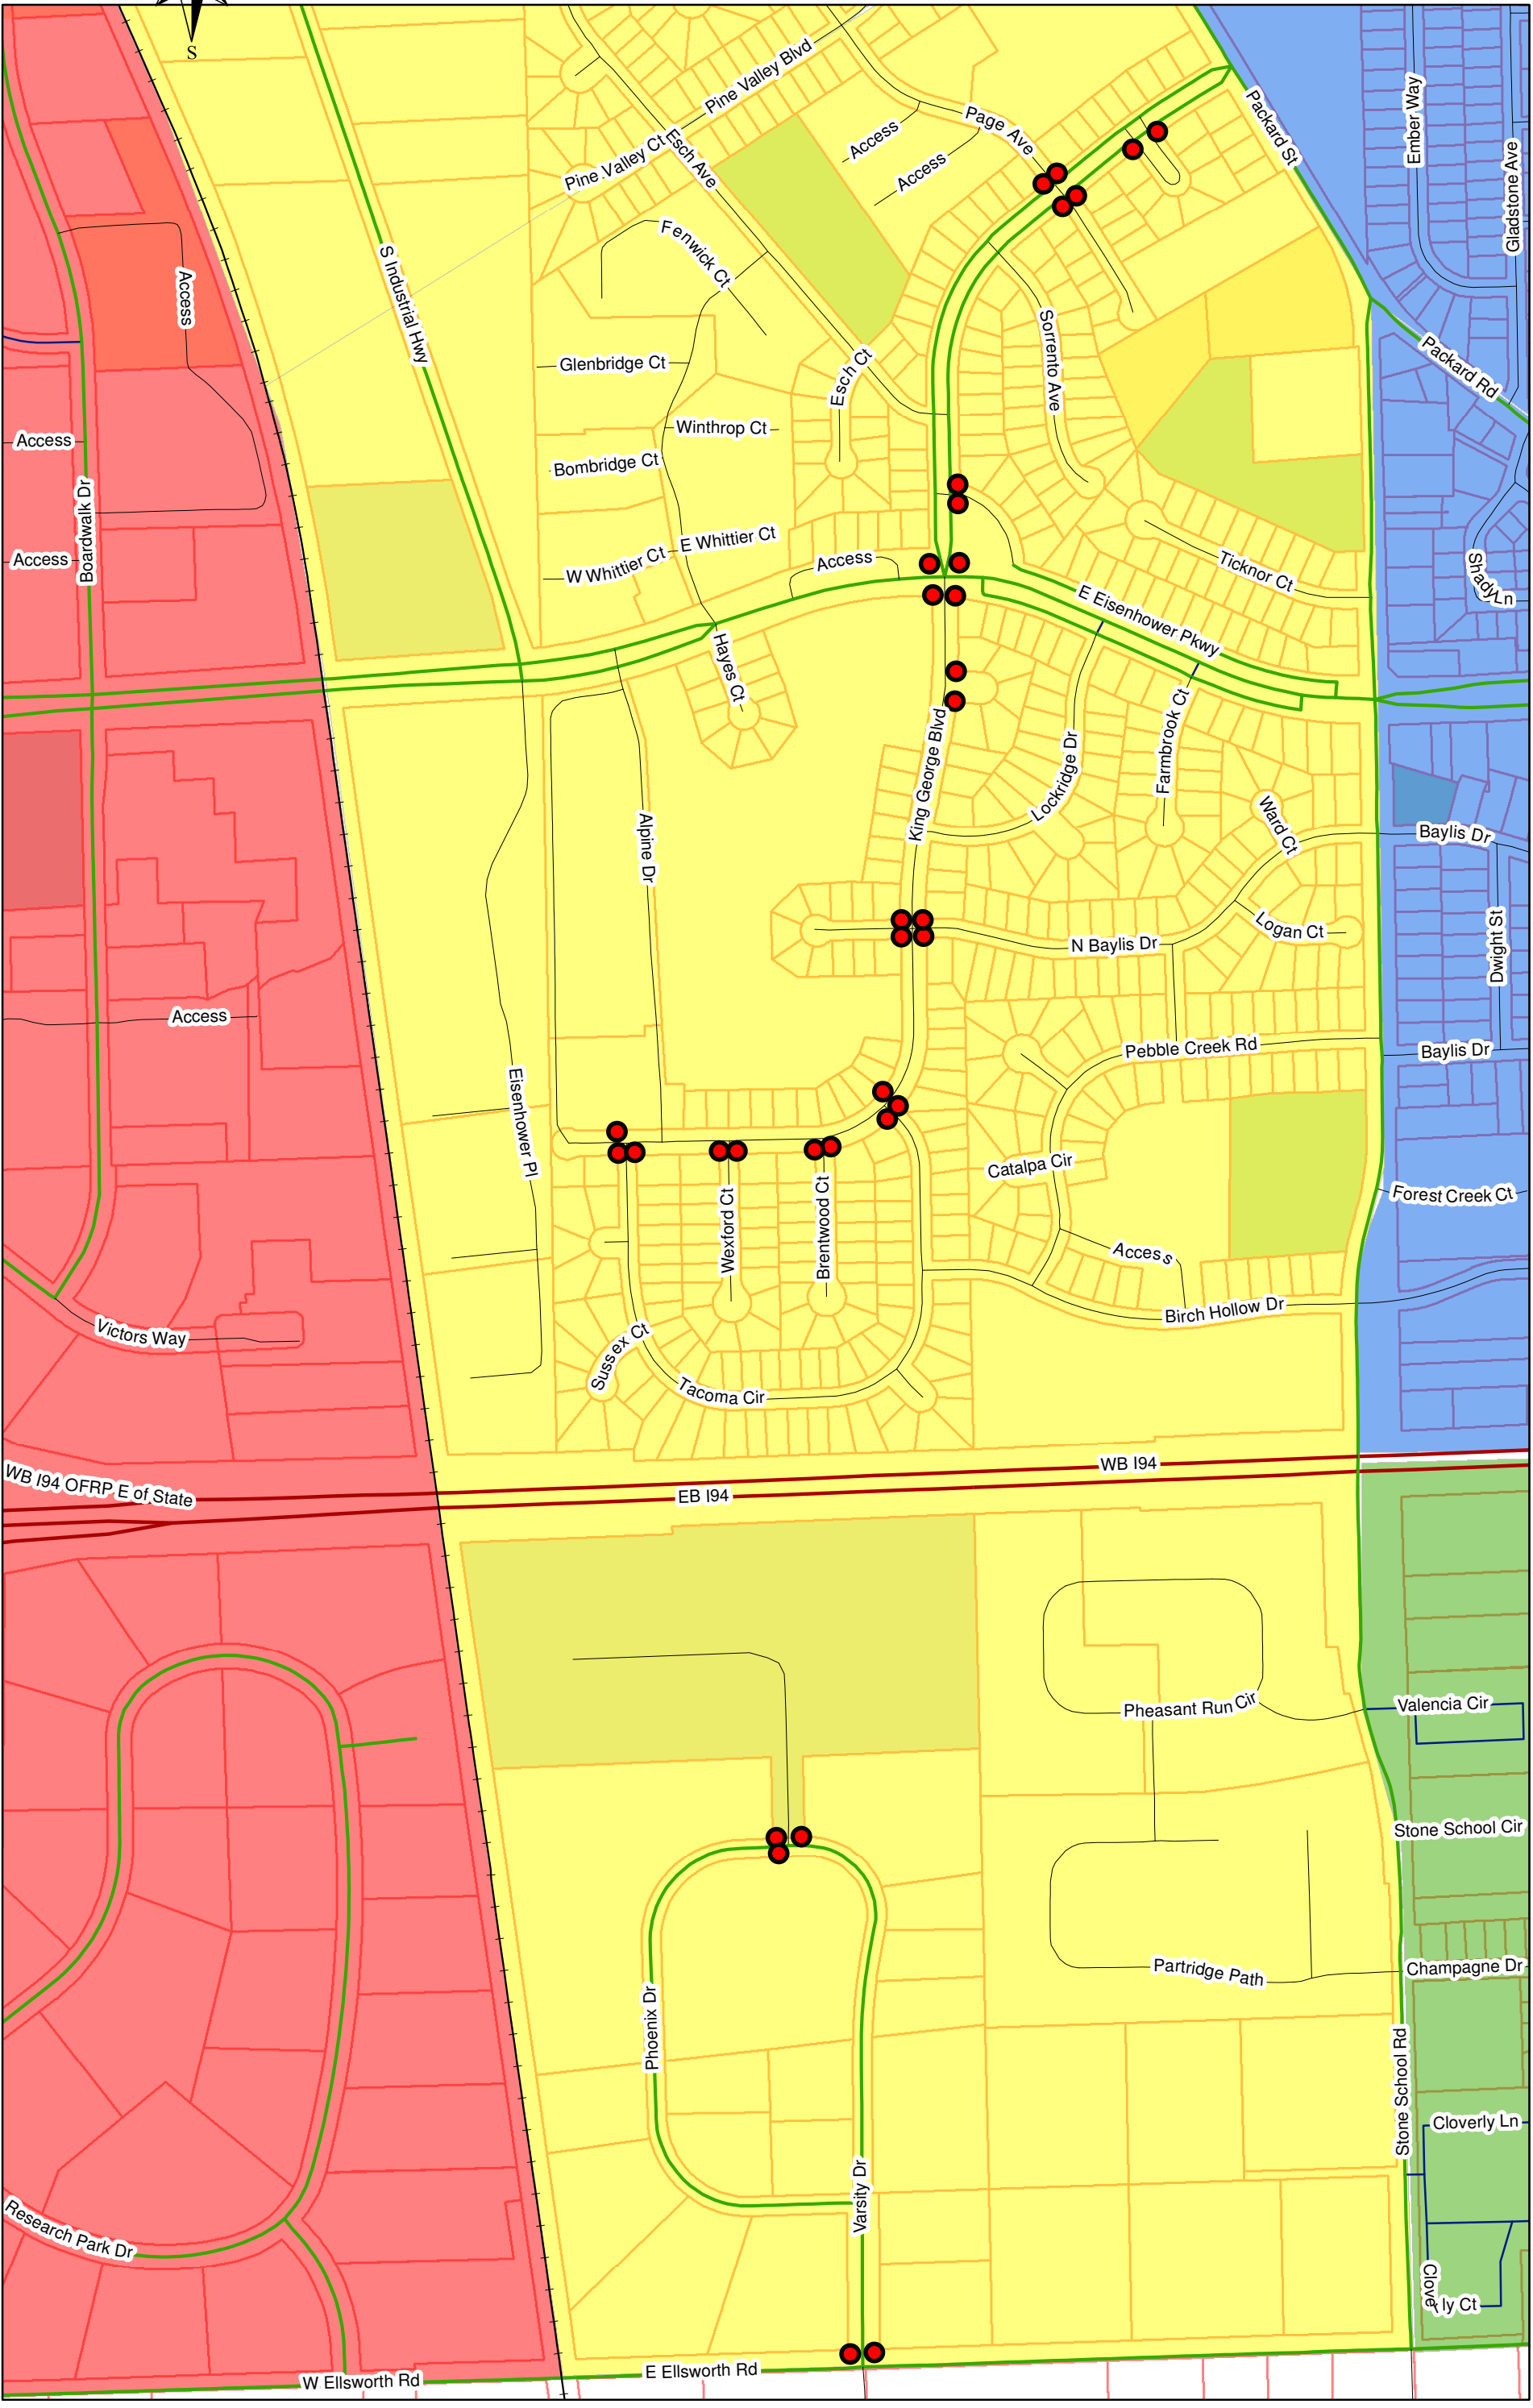 S
Pine Valley Blvd
Ember Way
Packard St
Page Ave
Access
Gladstone Ave
Pine Valley Ct
Esch Ave
Access
Fenwick Ct
Access
S Industrial Hwy
Sorrento Ave
Glenbridge Ct
Esch Ct
Packard Rd
Winthrop Ct
Access
Bombridge Ct
Boardwalk Dr
E Whittier Ct
W Whittier Ct
Access
Access
Ticknor Ct
Shady Ln
E Eisenhower Pkwy
Hayes Ct
King George Blvd
Lockridge Dr
Farmbrook Ct
Alpine Dr
Ward Ct
Baylis Dr
Logan Ct
N Baylis Dr
Dwight St
Access
Pebble Creek Rd
Baylis Dr
Eisenhower Pl
Catalpa Cir
Forest Creek Ct
Wexford Ct
Brentwood Ct
Access
Birch Hollow Dr
Victors Way
Sussex Ct
Tacoma Cir
WB I94
WB I94 OFRP E of State
EB I94
Pheasant Run Cir
Valencia Cir
Stone School Cir
Partridge Path
Champagne Dr
Phoenix Dr
Stone School Rd
Cloverly Ln
Varsity Dr
Research Park Dr
Cloverly Ct
E Ellsworth Rd
W Ellsworth Rd